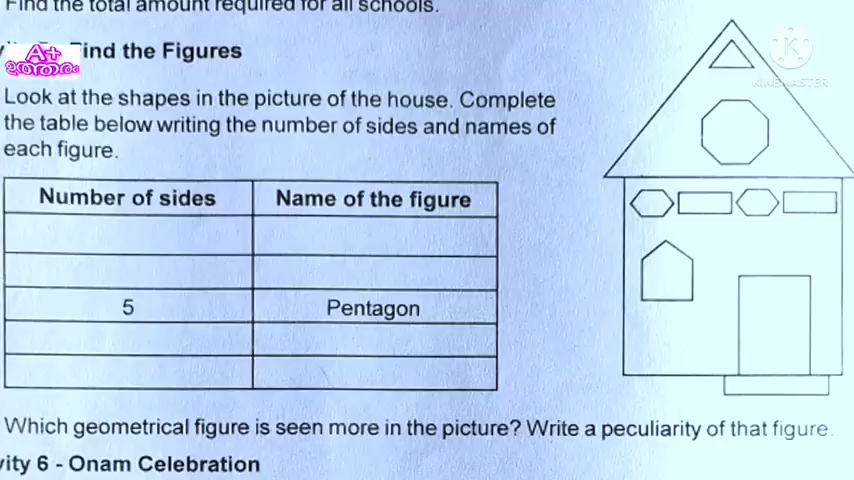 Find the total amount required for all schools.
Find the Figures
A+
Look at the shapes in the picture of the house. Complete
the table below writing the number of sides and names of
each figure.
Number of sides Name of the figure
5 Pentagon
Which geometrical figure is seen more in the picture? Write a peculiarity of that figure.
vity 6 - Onam Celebration
KINEMASTER